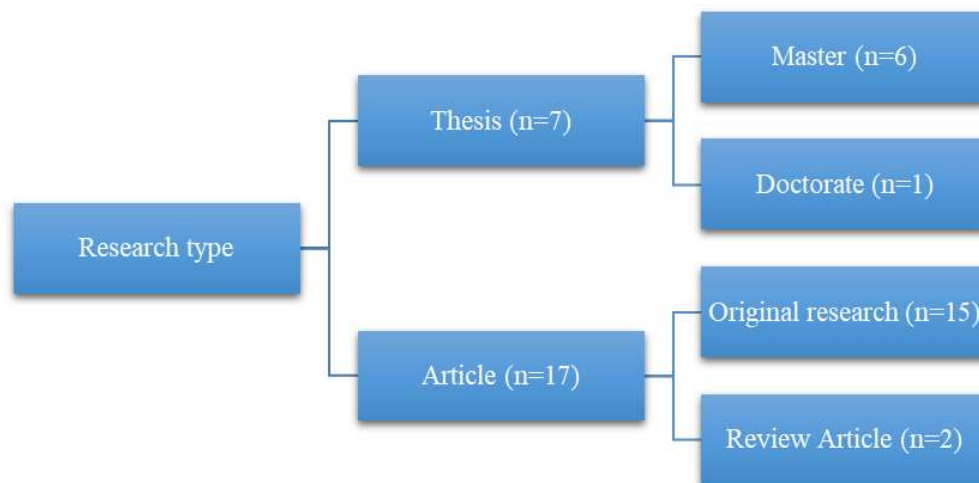 Research type
Thesis (n=7)
Master (n=6)
Doctorate (n=1)
Article (n=17)
Original research (n=15)
Review Article (n=2)